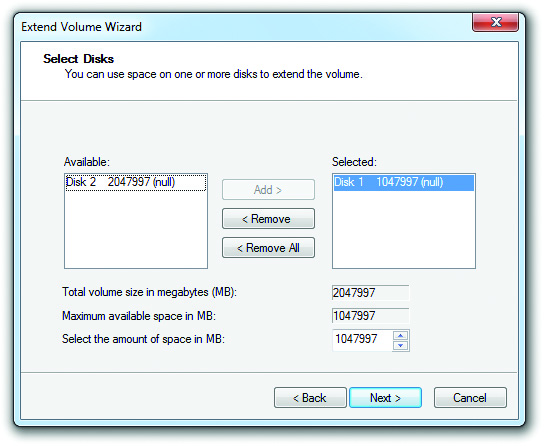 Extend Volume Wizard
Select Disks
You can use space on one or more disks to extend the volume.
Available:
Selected:
Disk 2 2047997 (null)
Disk 1 1047997 (null)
Add >
< Remove
< Remove All
Total volume size in megabytes (MB): 2047997
Maximum available space in MB: 1047997
Select the amount of space in MB: 1047997
< Back Next > Cancel